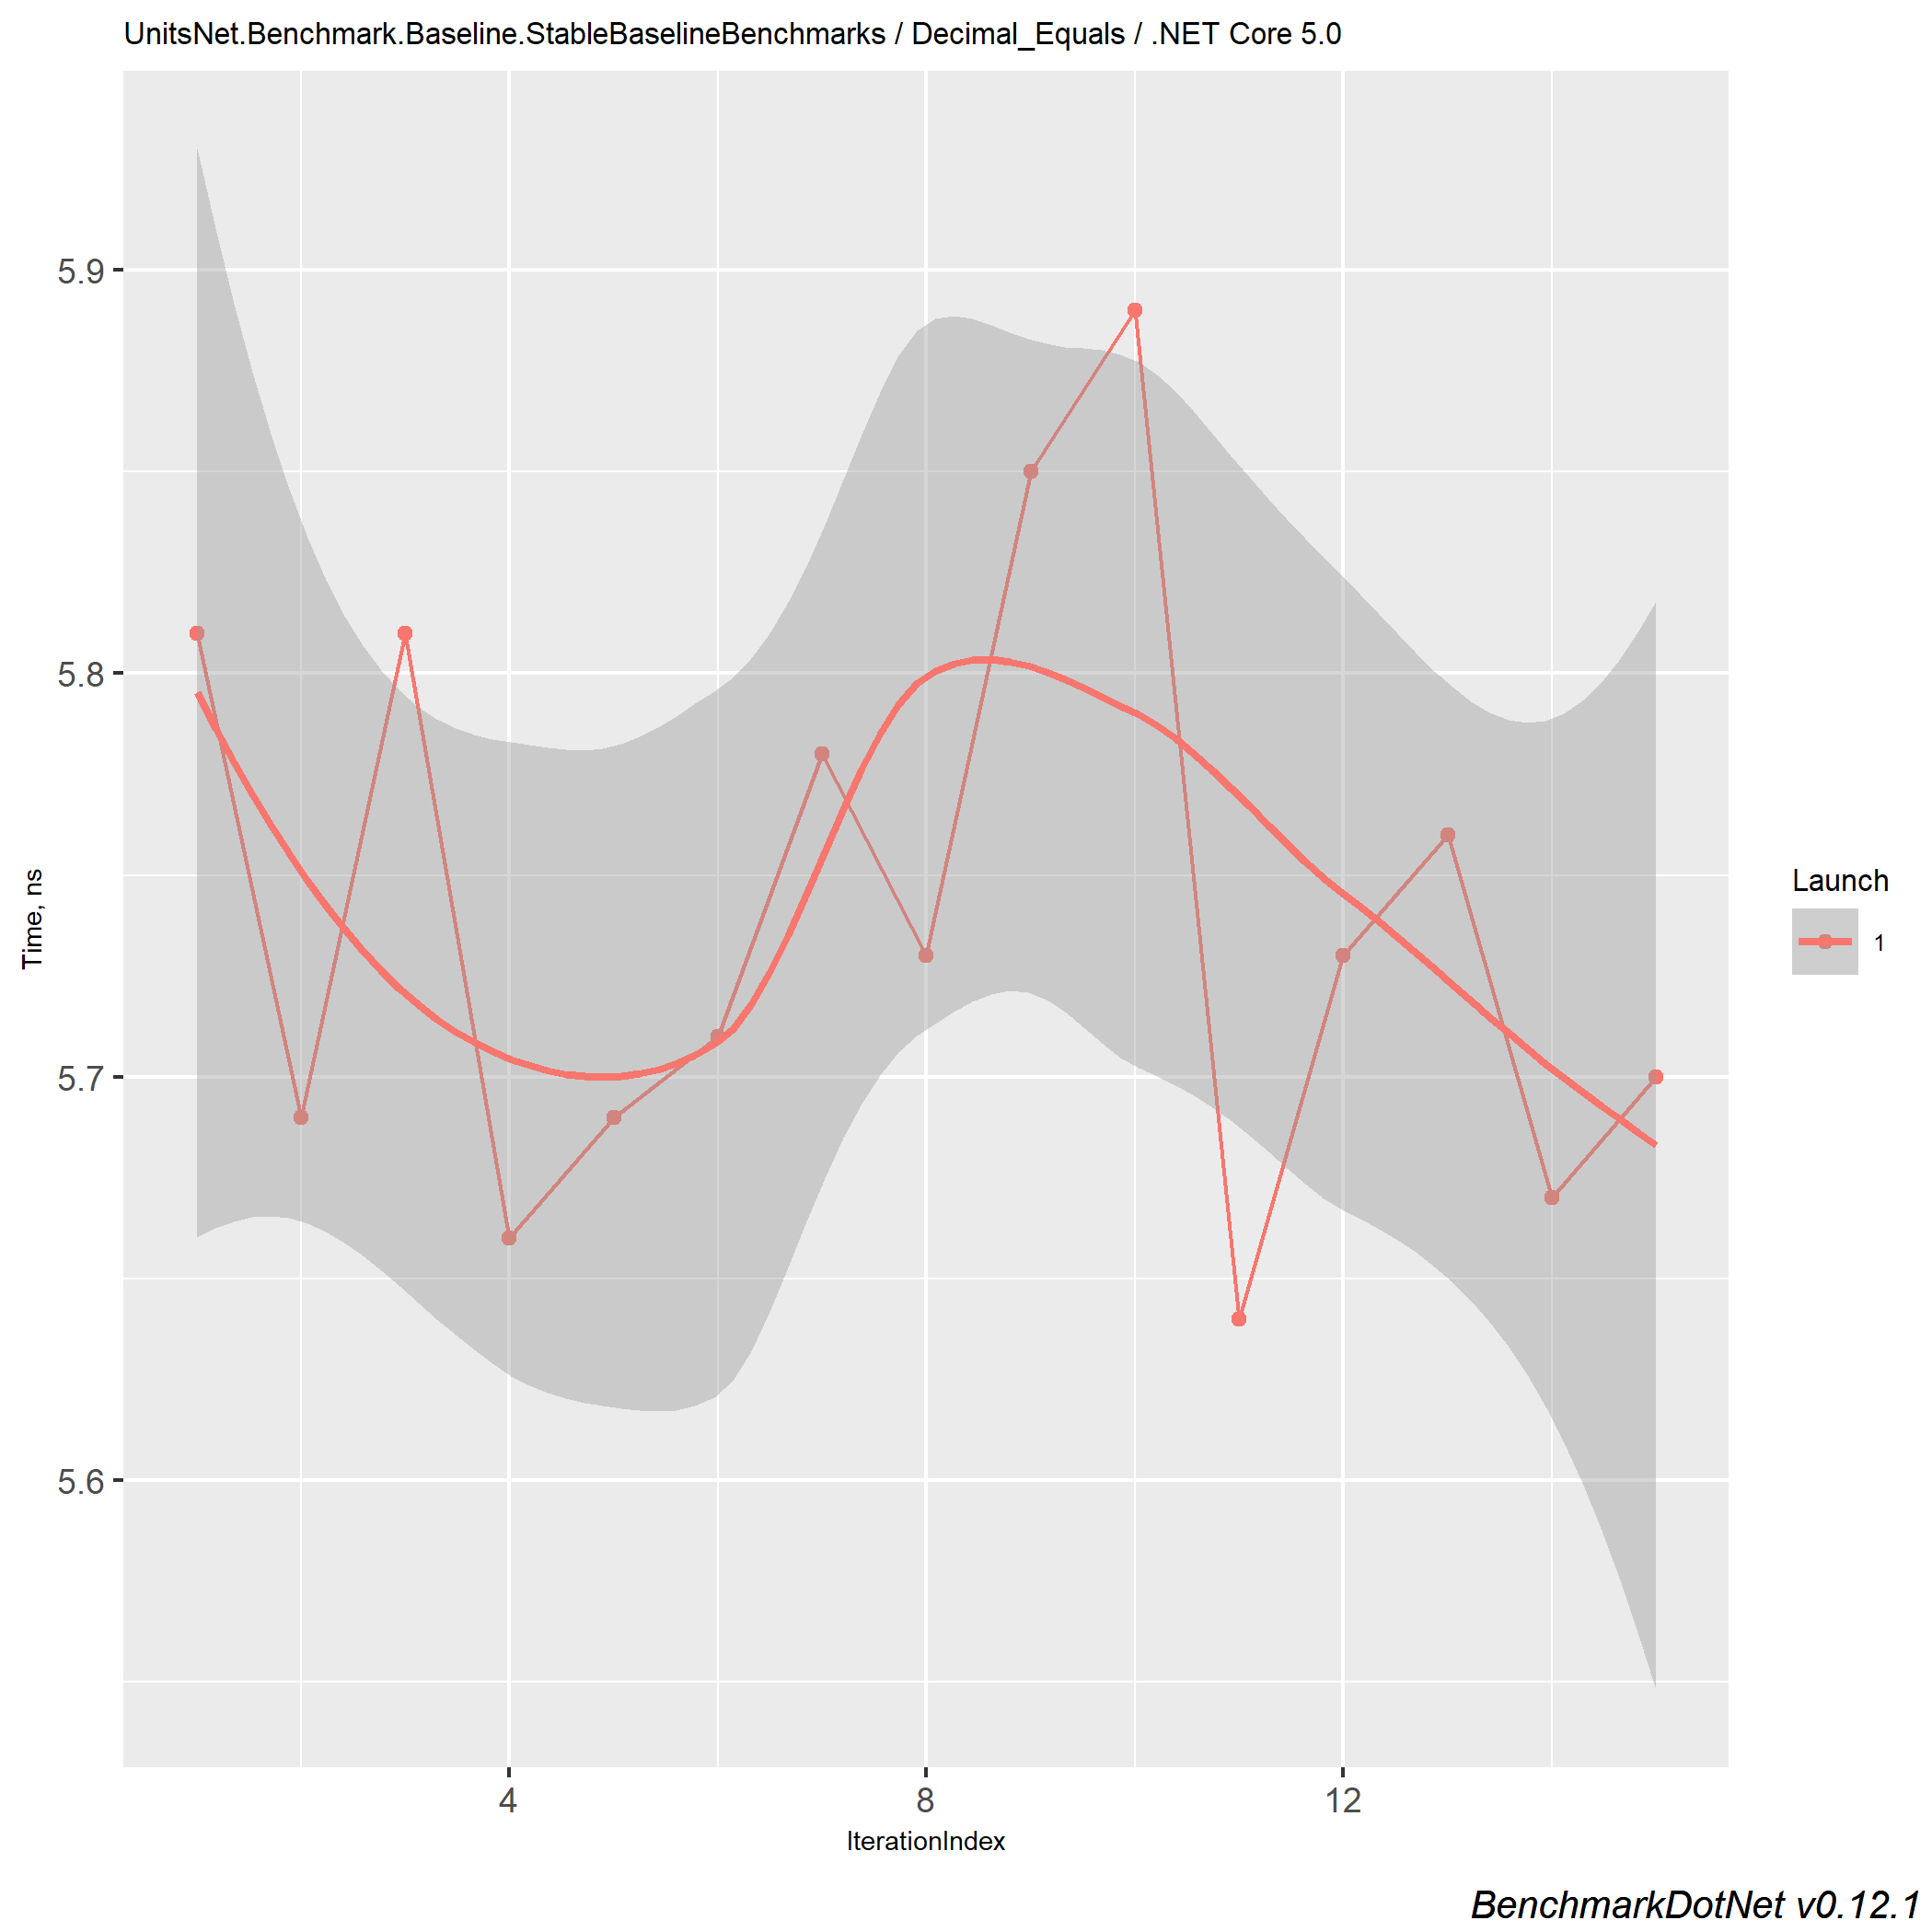 UnitsNet.Benchmark.Baseline.StableBaselineBenchmarks / Decimal_Equals / .NET Core 5.0
5.9
5.8
5.7
5.6
Time, ns
4 8 12
IterationIndex
Launch
1
BenchmarkDotNet v0.12.1